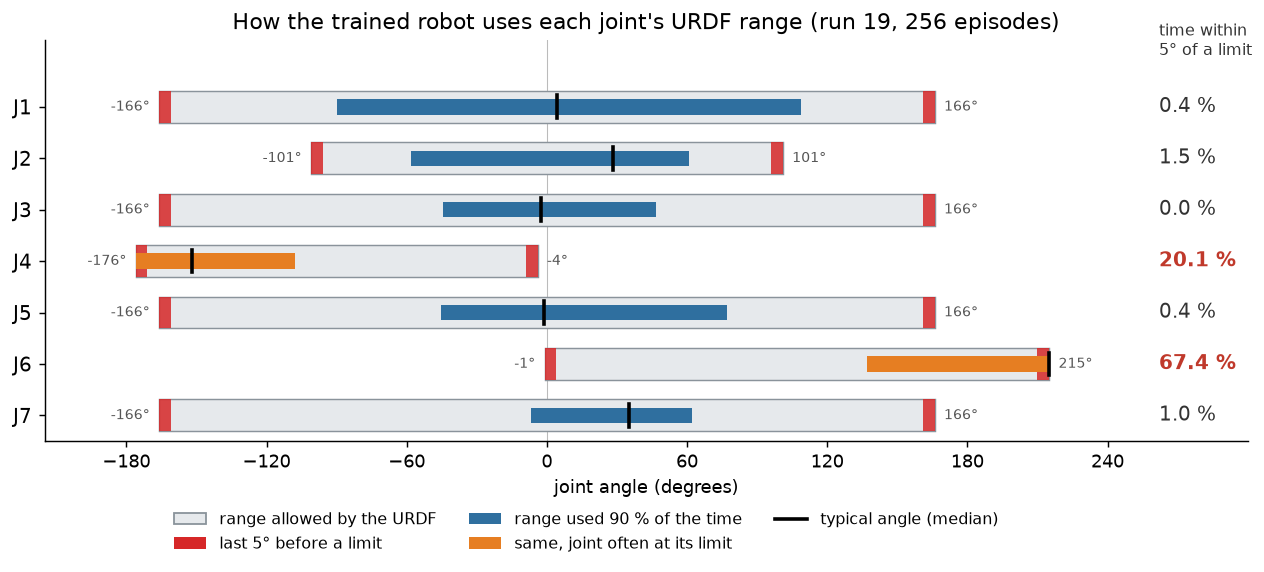 How the trained robot uses each joint's URDF range (run 19, 256 episodes)
time within
5° of a limit
J1 -166° 166° 0.4 %
J2 -101° 101° 1.5 %
J3 -166° 166° 0.0 %
J4 -176° -4° 20.1 %
J5 -166° 166° 0.4 %
J6 -1° 215° 67.4 %
J7 -166° 166° 1.0 %
−180 −120 −60 0 60 120 180 240
joint angle (degrees)
range allowed by the URDF range used 90 % of the time typical angle (median)
last 5° before a limit same, joint often at its limit